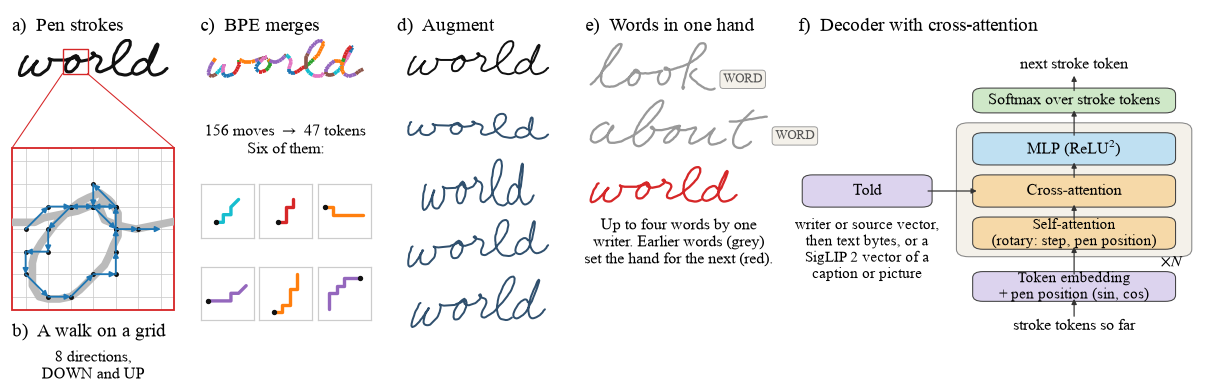 a) Pen strokes
world
b) A walk on a grid
8 directions,
DOWN and UP
c) BPE merges
world
156 moves → 47 tokens
Six of them:
d) Augment
world
world
world
world
world
e) Words in one hand
look WORD
about WORD
world
Up to four words by one
writer. Earlier words (grey)
set the hand for the next (red).
f) Decoder with cross-attention
next stroke token
Softmax over stroke tokens
MLP (ReLU²)
Told
Cross-attention
writer or source vector,
then text bytes, or a
SigLIP 2 vector of a
caption or picture
Self-attention
(rotary: step, pen position)
×N
Token embedding
+ pen position (sin, cos)
stroke tokens so far